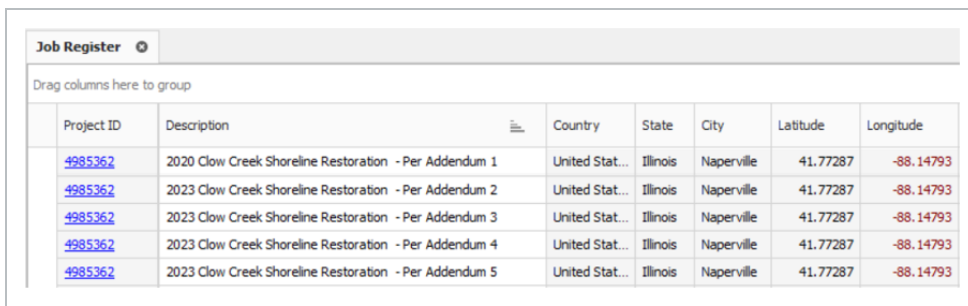 Job Register
Drag columns here to group
Project ID Description Country State City Latitude Longitude
4985362 2020 Clow Creek Shoreline Restoration - Per Addendum 1 United Stat... Illinois Naperville 41.77287 -88.14793
4985362 2023 Clow Creek Shoreline Restoration - Per Addendum 2 United Stat... Illinois Naperville 41.77287 -88.14793
4985362 2023 Clow Creek Shoreline Restoration - Per Addendum 3 United Stat... Illinois Naperville 41.77287 -88.14793
4985362 2023 Clow Creek Shoreline Restoration - Per Addendum 4 United Stat... Illinois Naperville 41.77287 -88.14793
4985362 2023 Clow Creek Shoreline Restoration - Per Addendum 5 United Stat... Illinois Naperville 41.77287 -88.14793